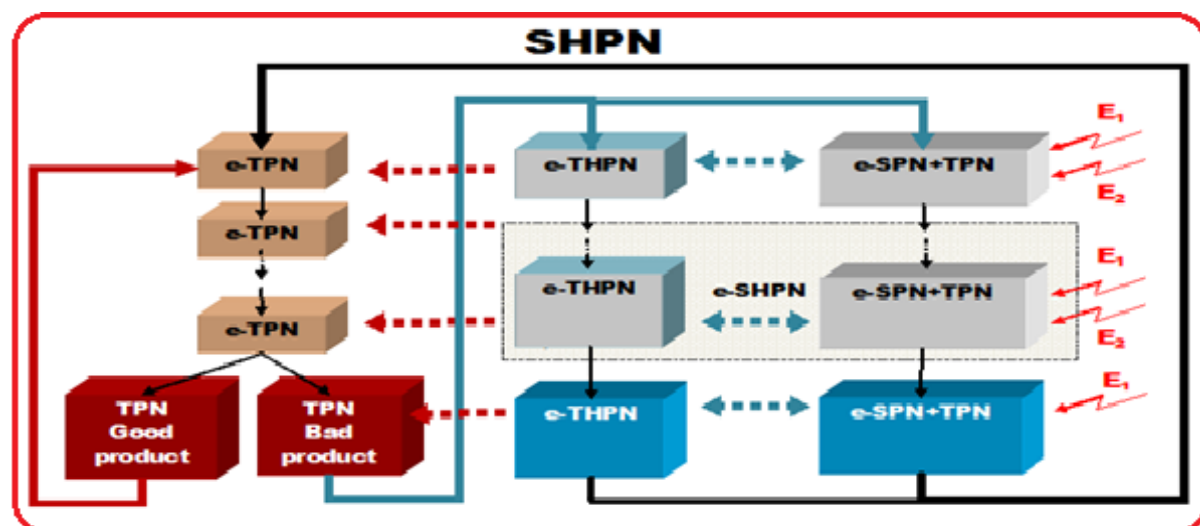 SHPN
e-TPN
e-THPN
e-SPN+TPN
E₁
E₂
e-TPN
e-TPN
e-THPN
e-SHPN
e-SPN+TPN
E₁
E₂
TPN
Good
product
TPN
Bad
product
e-THPN
e-SPN+TPN
E₁